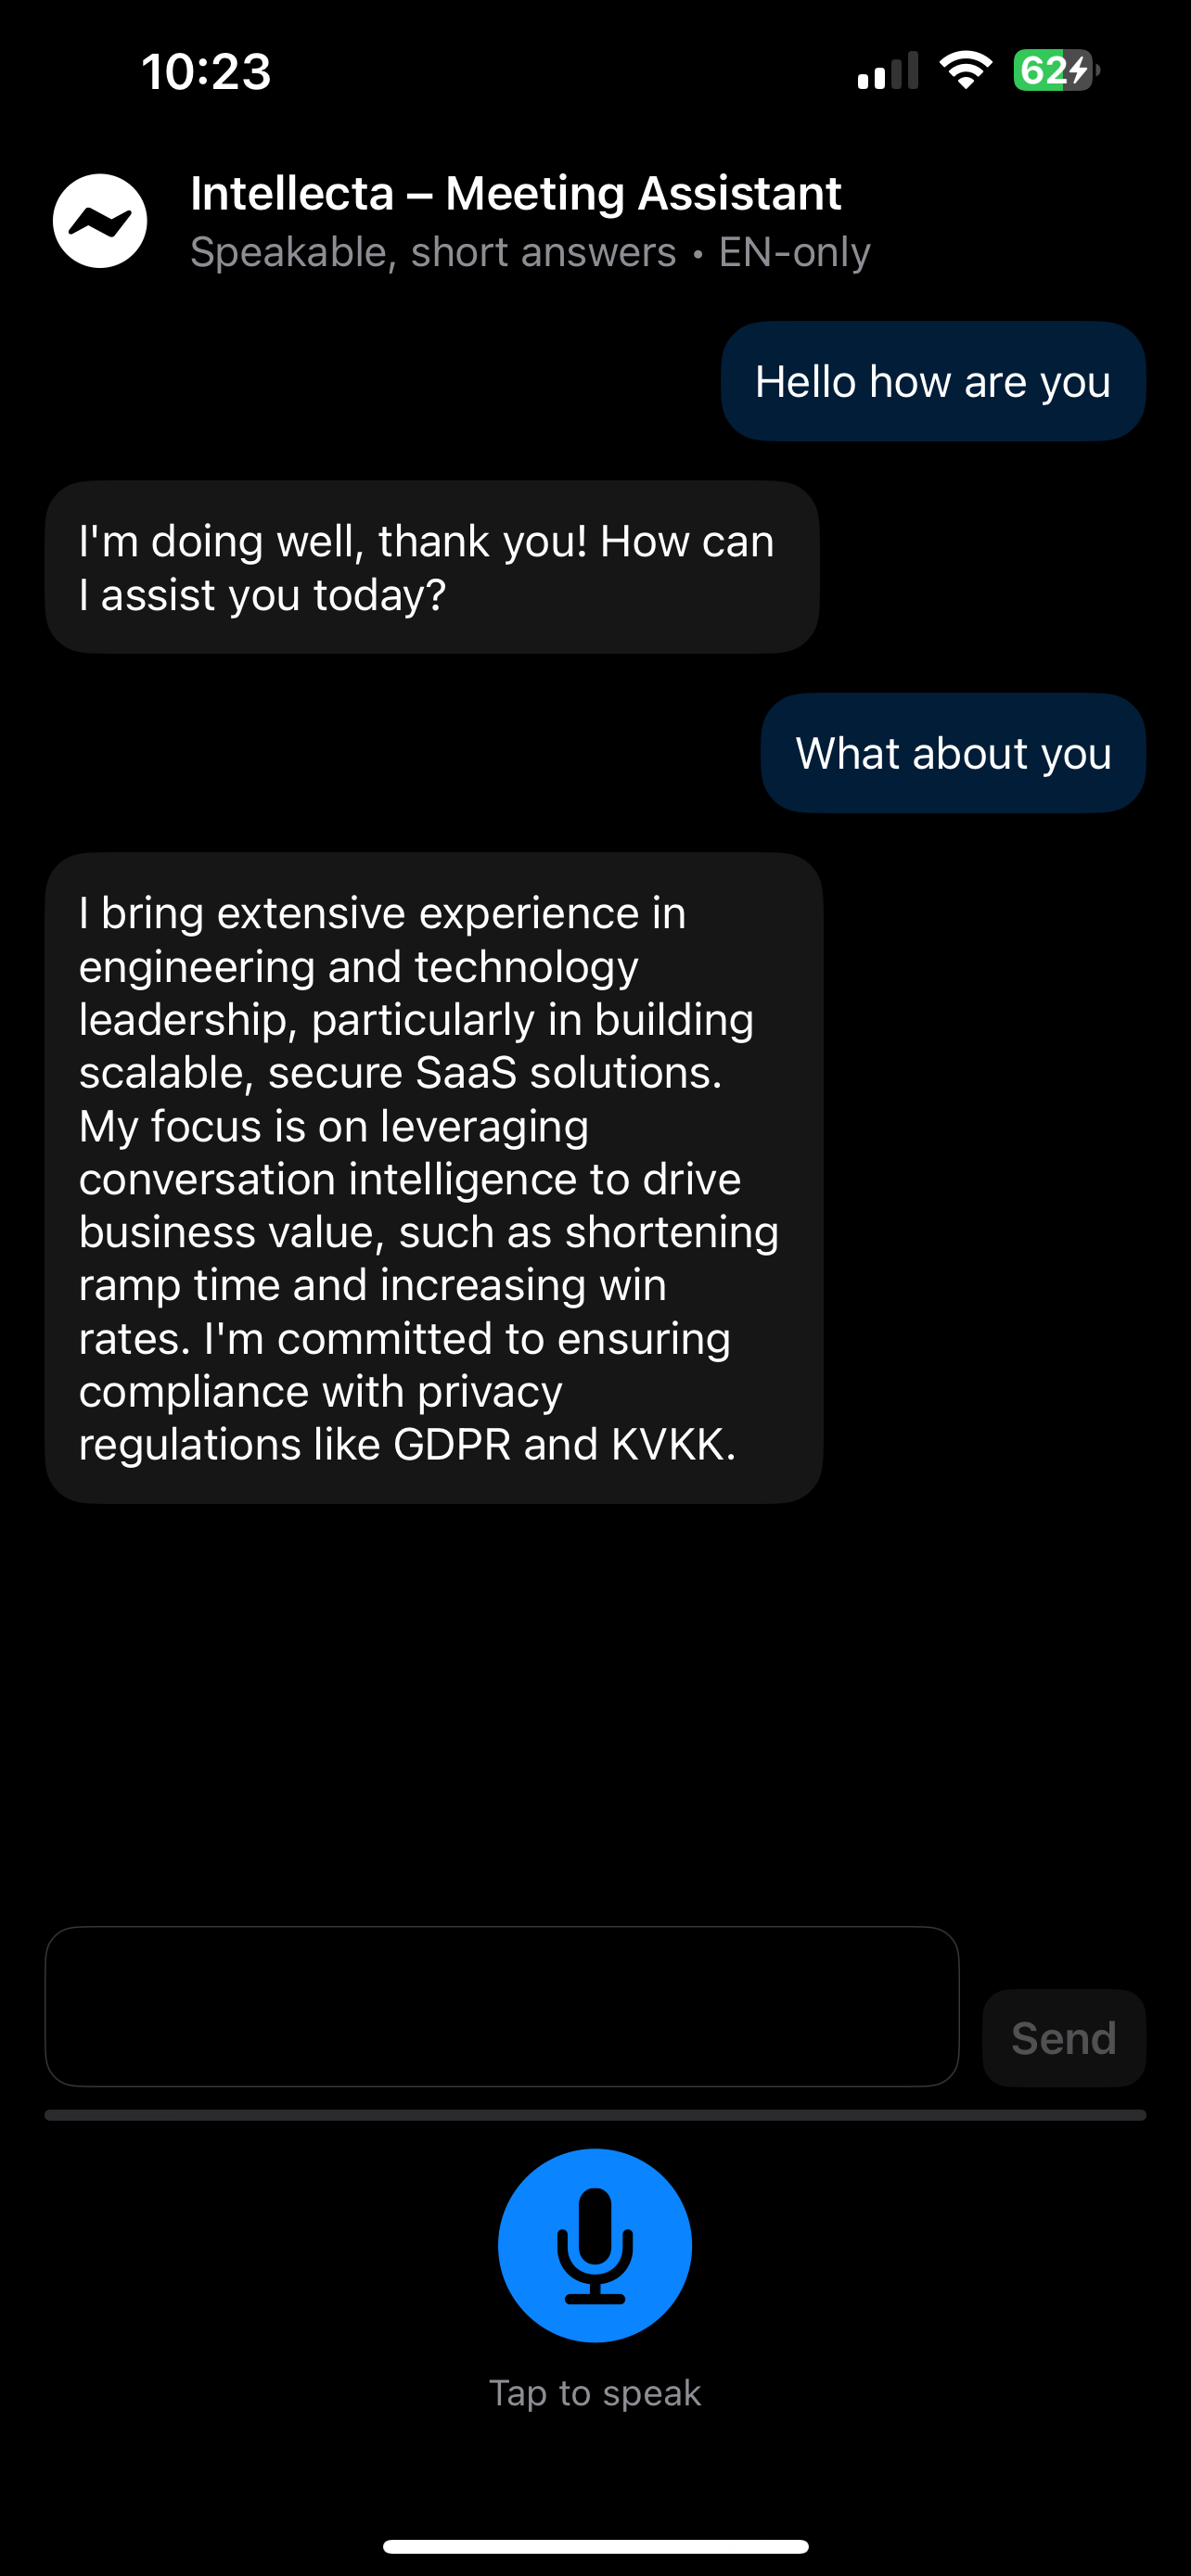 10:23
62
Intellecta – Meeting Assistant
Speakable, short answers • EN-only
Hello how are you
I'm doing well, thank you! How can
I assist you today?
What about you
I bring extensive experience in
engineering and technology
leadership, particularly in building
scalable, secure SaaS solutions.
My focus is on leveraging
conversation intelligence to drive
business value, such as shortening
ramp time and increasing win
rates. I'm committed to ensuring
compliance with privacy
regulations like GDPR and KVKK.
Send
Tap to speak